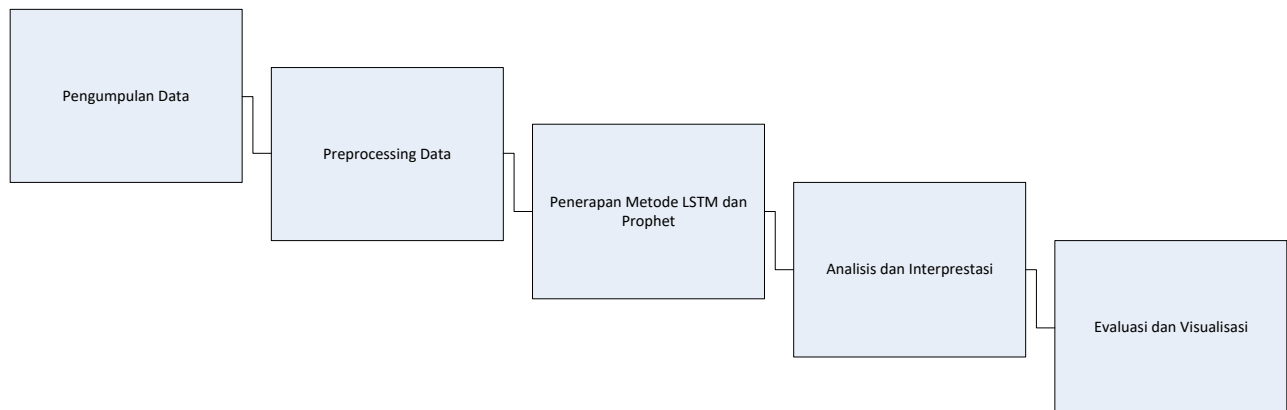 Pengumpulan Data
Preprocessing Data
Penerapan Metode LSTM dan
Prophet
Analisis dan Interprestasi
Evaluasi dan Visualisasi